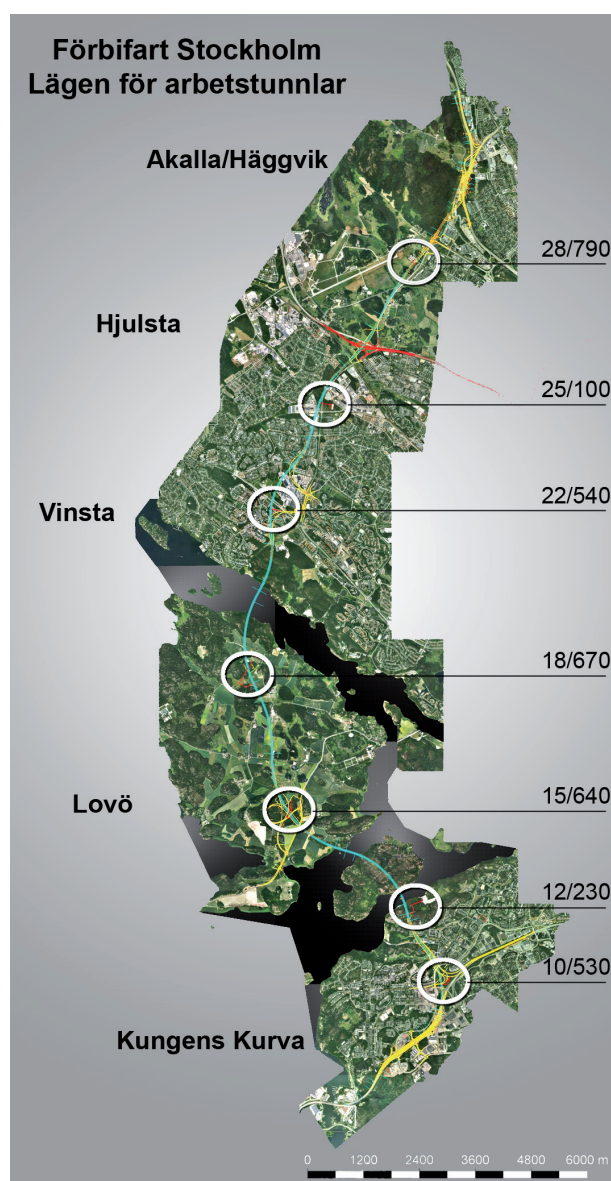 Förbifart Stockholm
Lägen för arbetstunnlar
Akalla/Häggvik
28/790
Hjulsta
25/100
Vinsta
22/540
18/670
Lovö
15/640
12/230
10/530
Kungens Kurva
0 1200 2400 3600 4800 6000 m